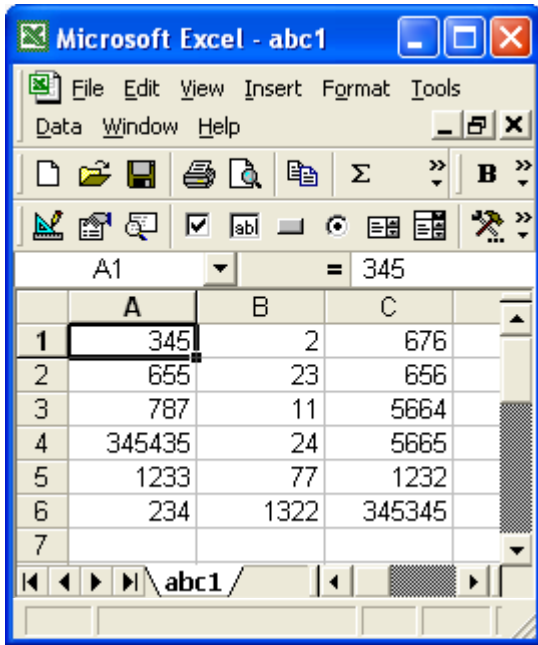 Microsoft Excel - abc1
File Edit View Insert Format Tools
Data Window Help
Σ » B »
abl
A1 = 345
A B C
1 345 2 676
2 655 23 656
3 787 11 5664
4 345435 24 5665
5 1233 77 1232
6 234 1322 345345
7
abc1